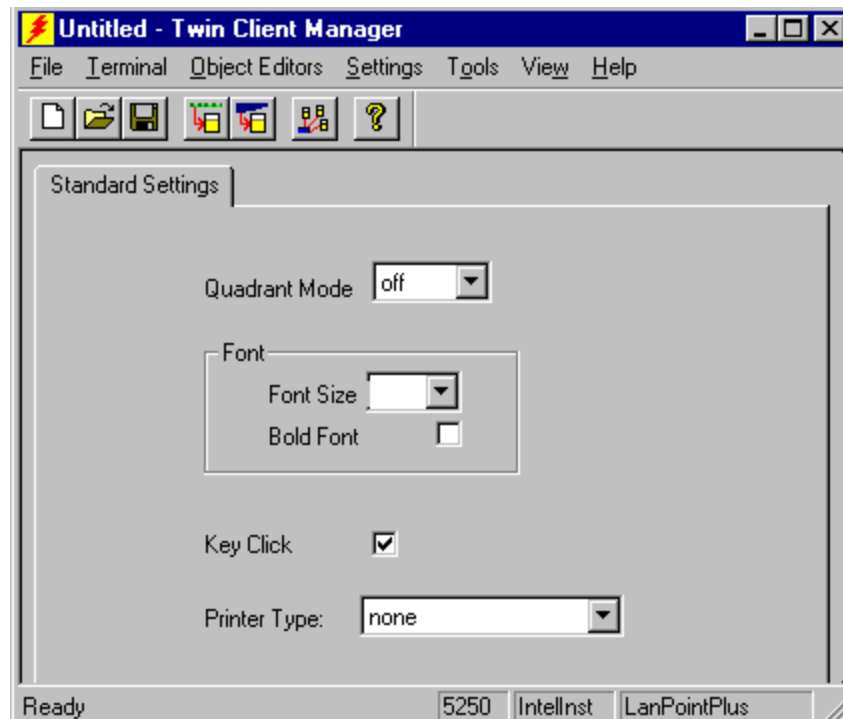 Untitled - Twin Client Manager
File Terminal Object Editors Settings Tools View Help
Standard Settings
Quadrant Mode off
Font
Font Size
Bold Font
Key Click
Printer Type: none
Ready 5250 IntelInst LanPointPlus